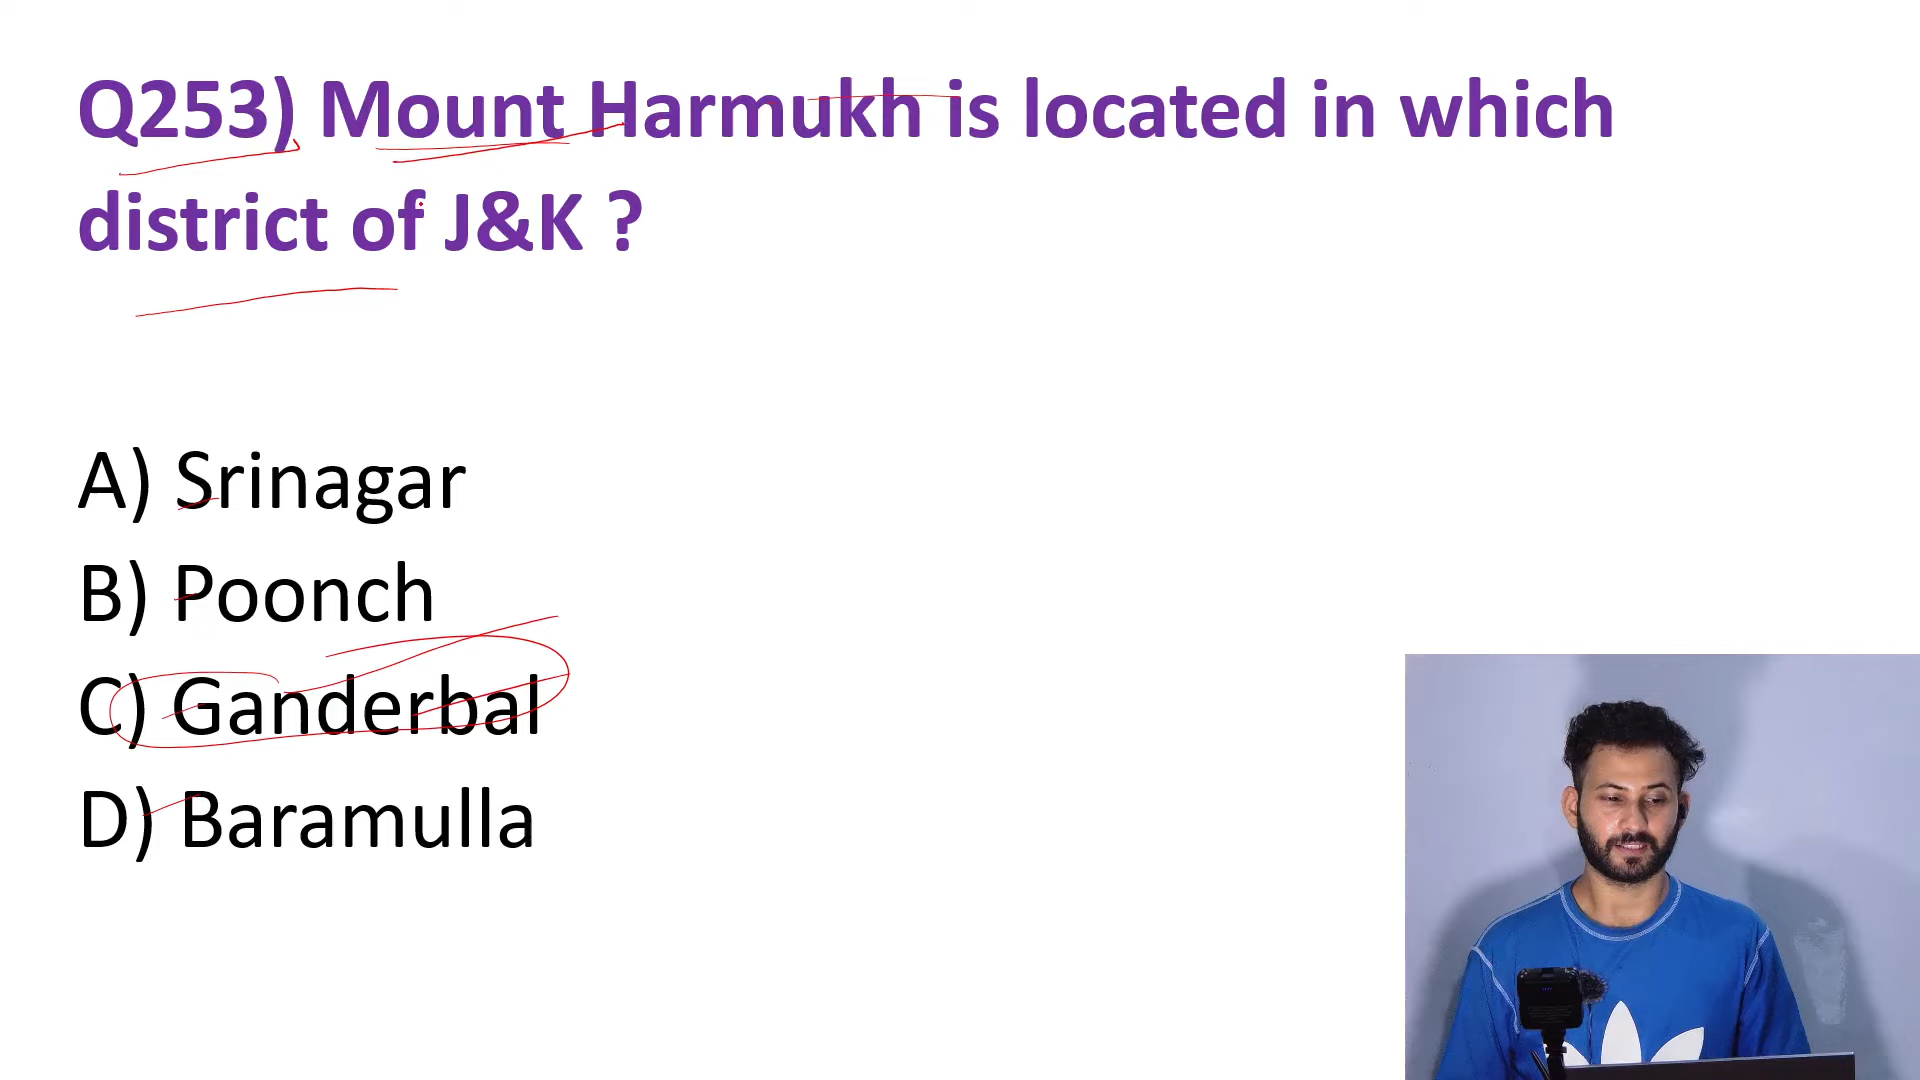 Q253) Mount Harmukh is located in which
district of J&K ?
A) Srinagar
B) Poonch
C) Ganderbal
D) Baramulla